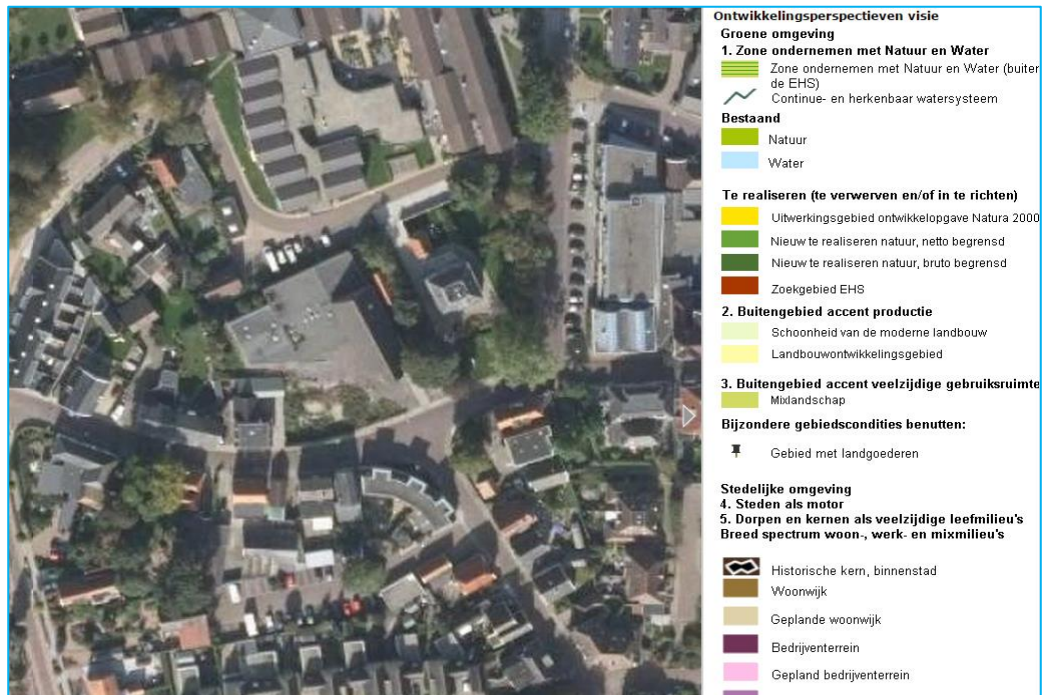 Ontwikkelingsperspectieven visie
Groene omgeving
1. Zone ondernemen met Natuur en Water
Zone ondernemen met Natuur en Water (buiter
de EHS)
Continue- en herkenbaar watersysteem
Bestaand
Natuur
Water
Te realiseren (te verwerven en/of in te richten)
Uitwerkingsgebied ontwikkelopgave Natura 2000
Nieuw te realiseren natuur, netto begrensd
Nieuw te realiseren natuur, bruto begrensd
Zoekgebied EHS
2. Buitengebied accent productie
Schoonheid van de moderne landbouw
Landbouwontwikkelingsgebied
3. Buitengebied accent veelzijdige gebruiksruimte
Mixlandschap
Bijzondere gebiedscondities benutten:
Gebied met landgoederen
Stedelijke omgeving
4. Steden als motor
5. Dorpen en kernen als veelzijdige leefmilieu's
Breed spectrum woon-, werk- en mixmilieu's
Historische kern, binnenstad
Woonwijk
Geplande woonwijk
Bedrijventerrein
Gepland bedrijventerrein